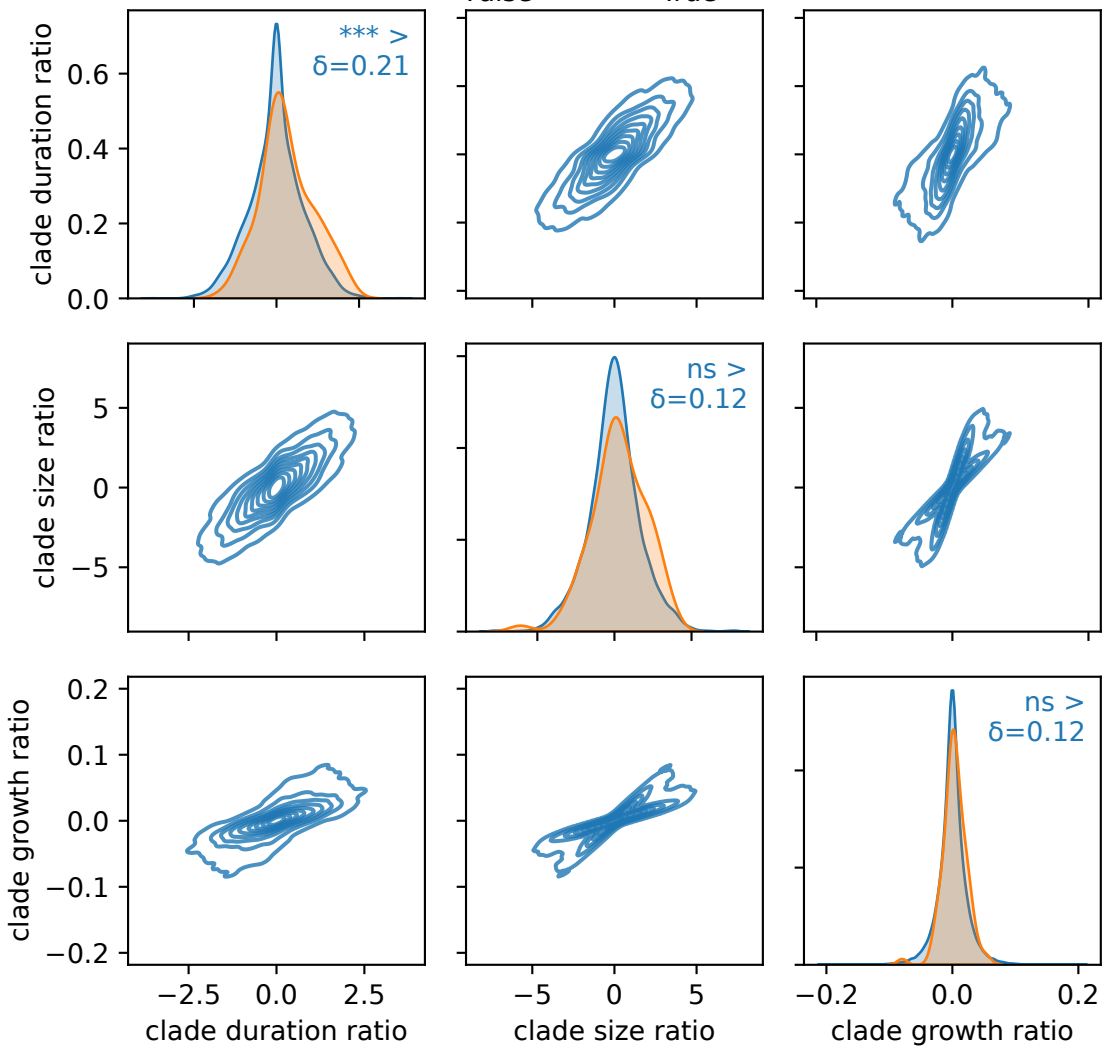 clade duration ratio
0.6
0.4
0.2
0.0
*** >
δ=0.21
clade size ratio
5
0
−5
ns >
δ=0.12
clade growth ratio
0.2
0.1
0.0
−0.1
−0.2
ns >
δ=0.12
−2.5 0.0 2.5
clade duration ratio
−5 0 5
clade size ratio
−0.2 0.0 0.2
clade growth ratio